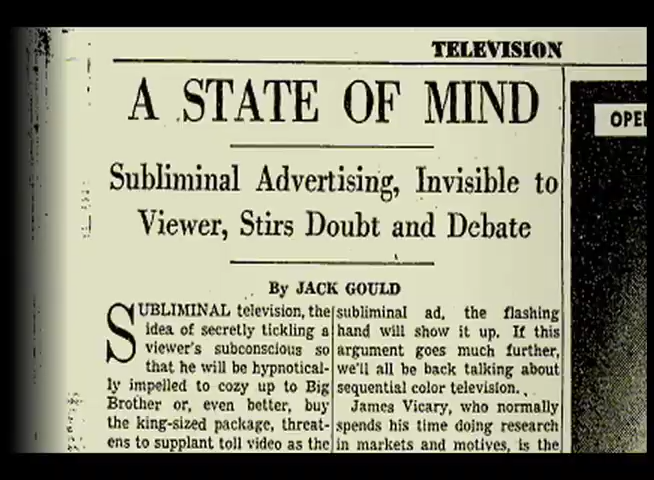 TELEVISION
A STATE OF MIND
Subliminal Advertising, Invisible to
Viewer, Stirs Doubt and Debate
By JACK GOULD
SUBLIMINAL television, the
idea of secretly tickling a
viewer's subconscious so
that he will be hypnotical-
ly impelled to cozy up to Big
Brother or, even better, buy
the king-sized package, threat-
ens to supplant toll video as the
subliminal ad, the flashing
hand will show it up. If this
argument goes much further,
we'll all be back talking about
sequential color television.
James Vicary, who normally
spends his time doing research
in markets and motives, is the
OPE